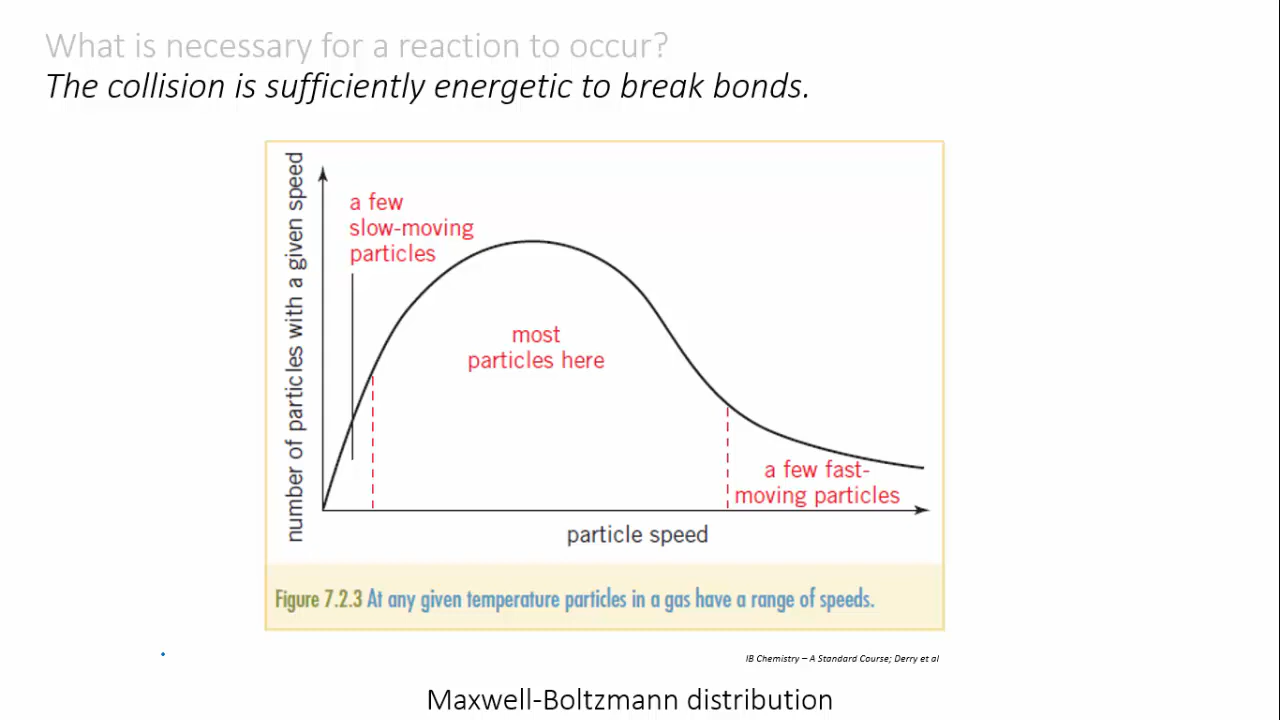 What is necessary for a reaction to occur?
The collision is sufficiently energetic to break bonds.
number of particles with a given speed
a few
slow-moving
particles
most
particles here
a few fast-
moving particles
particle speed
Figure 7.2.3 At any given temperature particles in a gas have a range of speeds.
IB Chemistry – A Standard Course; Derry et al
Maxwell-Boltzmann distribution